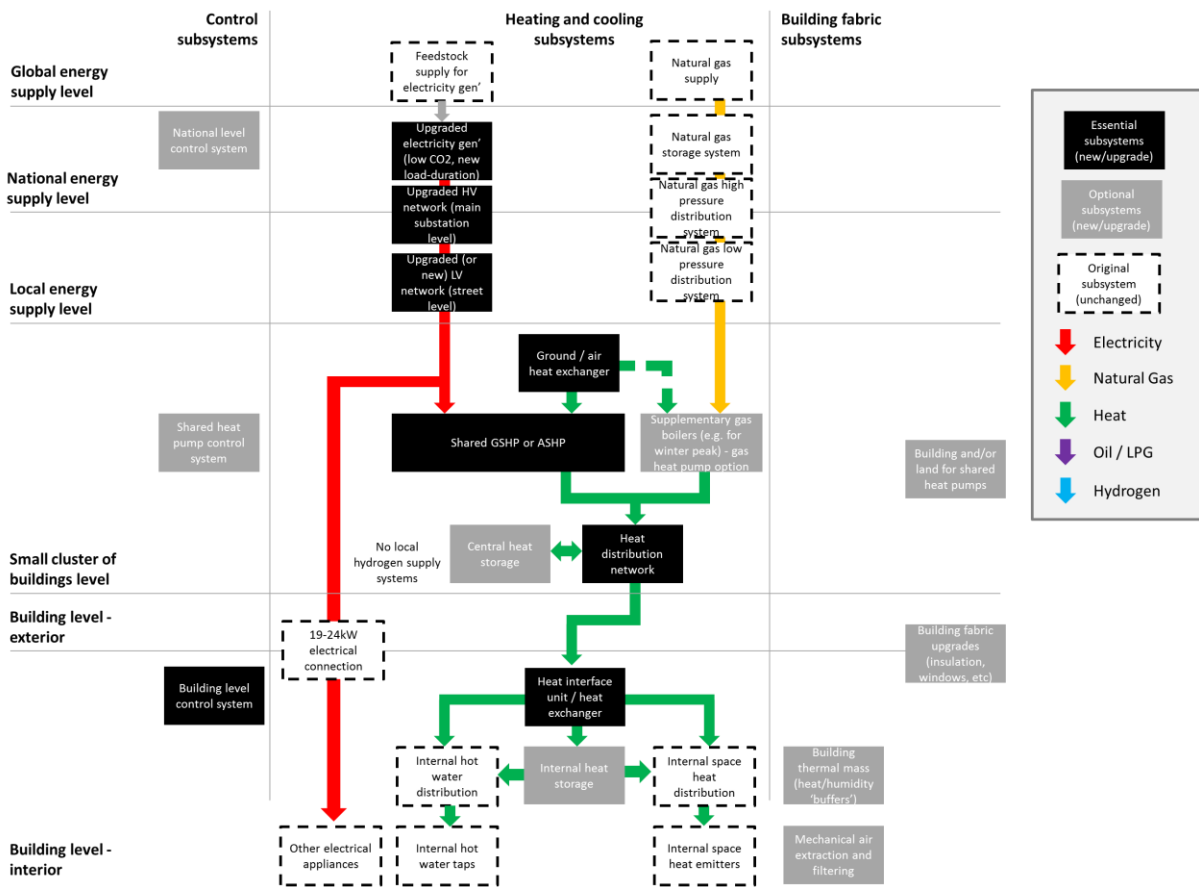 Control
subsystems
Heating and cooling
subsystems
Building fabric
subsystems
Global energy
supply level
Feedstock
supply for
electricity gen’
Natural gas
supply
National level
control system
Upgraded
electricity gen’
(low CO2, new
load-duration)
Natural gas
storage system
National energy
supply level
Upgraded HV
network (main
substation
level)
Natural gas high
pressure
distribution
system
Local energy
supply level
Upgraded (or
new) LV
network (street
level)
Natural gas low
pressure
distribution
system
Ground / air
heat exchanger
Shared heat
pump control
system
Shared GSHP or ASHP
Supplementary gas
boilers (e.g. for
winter peak) - gas
heat pump option
Building and/or
land for shared
heat pumps
Small cluster of
buildings level
No local
hydrogen supply
systems
Central heat
storage
Heat
distribution
network
Building level -
exterior
19-24kW
electrical
connection
Building fabric
upgrades
(insulation,
windows, etc)
Building level
control system
Heat interface
unit / heat
exchanger
Internal hot
water
distribution
Internal heat
storage
Internal space
heat
distribution
Building
thermal mass
(heat/humidity
‘buffers’)
Building level -
interior
Other electrical
appliances
Internal hot
water taps
Internal space
heat emitters
Mechanical air
extraction and
filtering
Essential
subsystems
(new/upgrade)
Optional
subsystems
(new/upgrade)
Original
subsystem
(unchanged)
Electricity
Natural Gas
Heat
Oil / LPG
Hydrogen